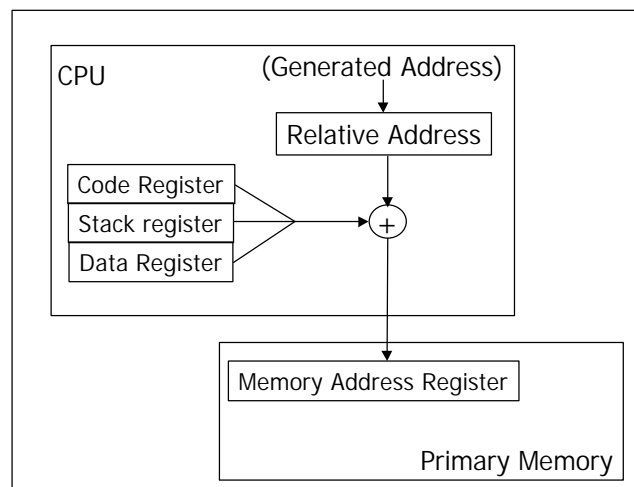 CPU
(Generated Address)
Relative Address
Code Register
Stack register
Data Register
+
Memory Address Register
Primary Memory